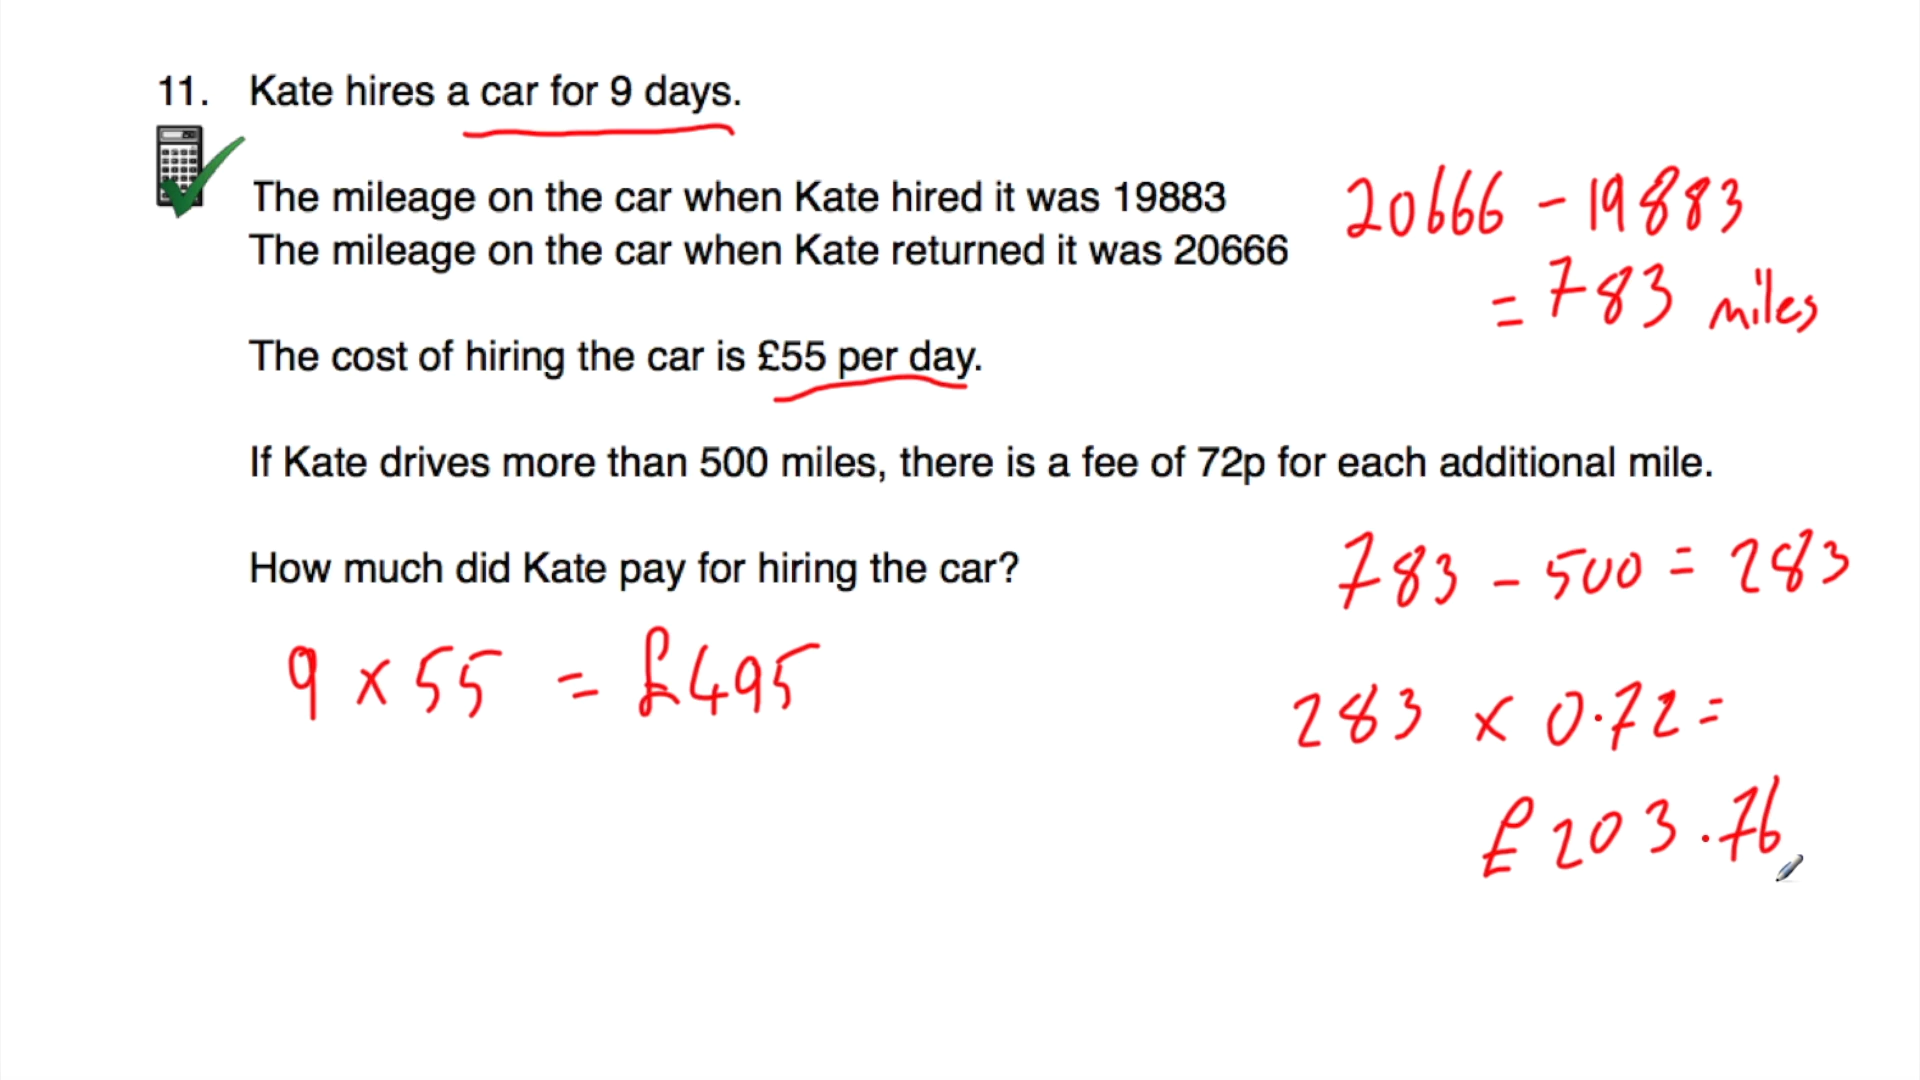 11. Kate hires a car for 9 days.
The mileage on the car when Kate hired it was 19883
The mileage on the car when Kate returned it was 20666
20666 - 19883
= 783 miles
The cost of hiring the car is £55 per day.
If Kate drives more than 500 miles, there is a fee of 72p for each additional mile.
How much did Kate pay for hiring the car?
783 - 500 = 283
9 x 55 = £495
283 x 0.72 =
£203.76